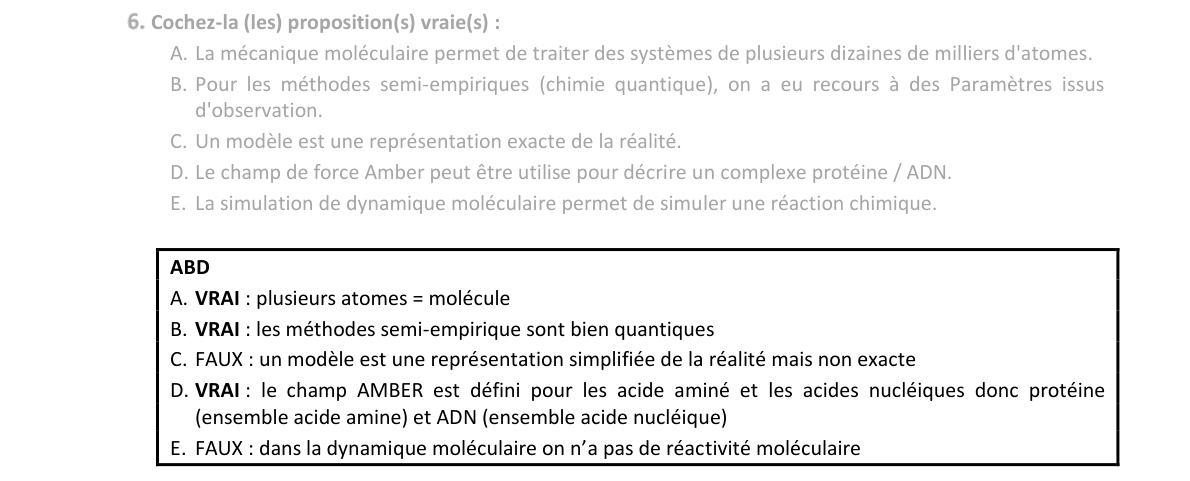 6. Cochez-la (les) proposition(s) vraie(s) :
A. La mécanique moléculaire permet de traiter des systèmes de plusieurs dizaines de milliers d'atomes.
B. Pour les méthodes semi-empiriques (chimie quantique), on a eu recours à des Paramètres issus
d'observation.
C. Un modèle est une représentation exacte de la réalité.
D. Le champ de force Amber peut être utilise pour décrire un complexe protéine / ADN.
E. La simulation de dynamique moléculaire permet de simuler une réaction chimique.
ABD
A. VRAI : plusieurs atomes = molécule
B. VRAI : les méthodes semi-empirique sont bien quantiques
C. FAUX : un modèle est une représentation simplifiée de la réalité mais non exacte
D. VRAI : le champ AMBER est défini pour les acide aminé et les acides nucléiques donc protéine
(ensemble acide amine) et ADN (ensemble acide nucléique)
E. FAUX : dans la dynamique moléculaire on n’a pas de réactivité moléculaire